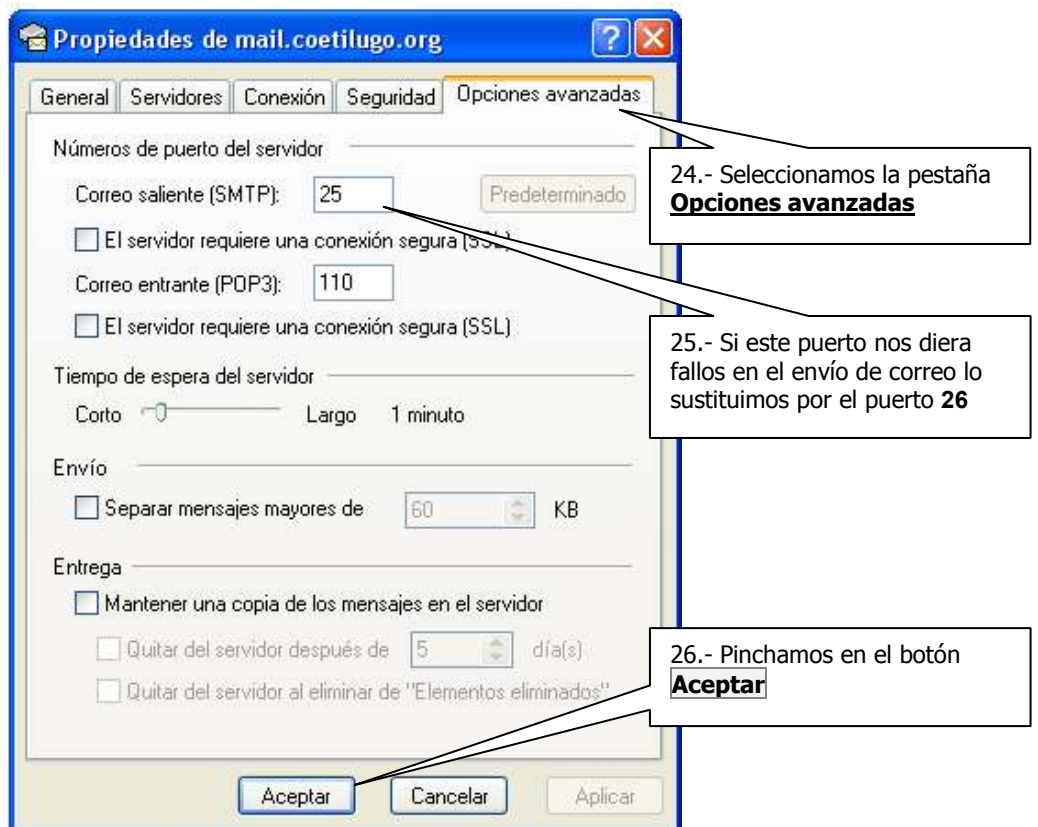 Propiedades de mail.coetilugo.org
General Servidores Conexión Seguridad Opciones avanzadas
Números de puerto del servidor
Correo saliente (SMTP): 25 Predeterminado
El servidor requiere una conexión segura (SSL)
Correo entrante (POP3): 110
El servidor requiere una conexión segura (SSL)
Tiempo de espera del servidor
Corto Largo 1 minuto
Envío
Separar mensajes mayores de 60 KB
Entrega
Mantener una copia de los mensajes en el servidor
Quitar del servidor después de 5 día(s)
Quitar del servidor al eliminar de "Elementos eliminados"
Aceptar Cancelar Aplicar
24.- Seleccionamos la pestaña
Opciones avanzadas
25.- Si este puerto nos diera
fallos en el envío de correo lo
sustituimos por el puerto 26
26.- Pinchamos en el botón
Aceptar